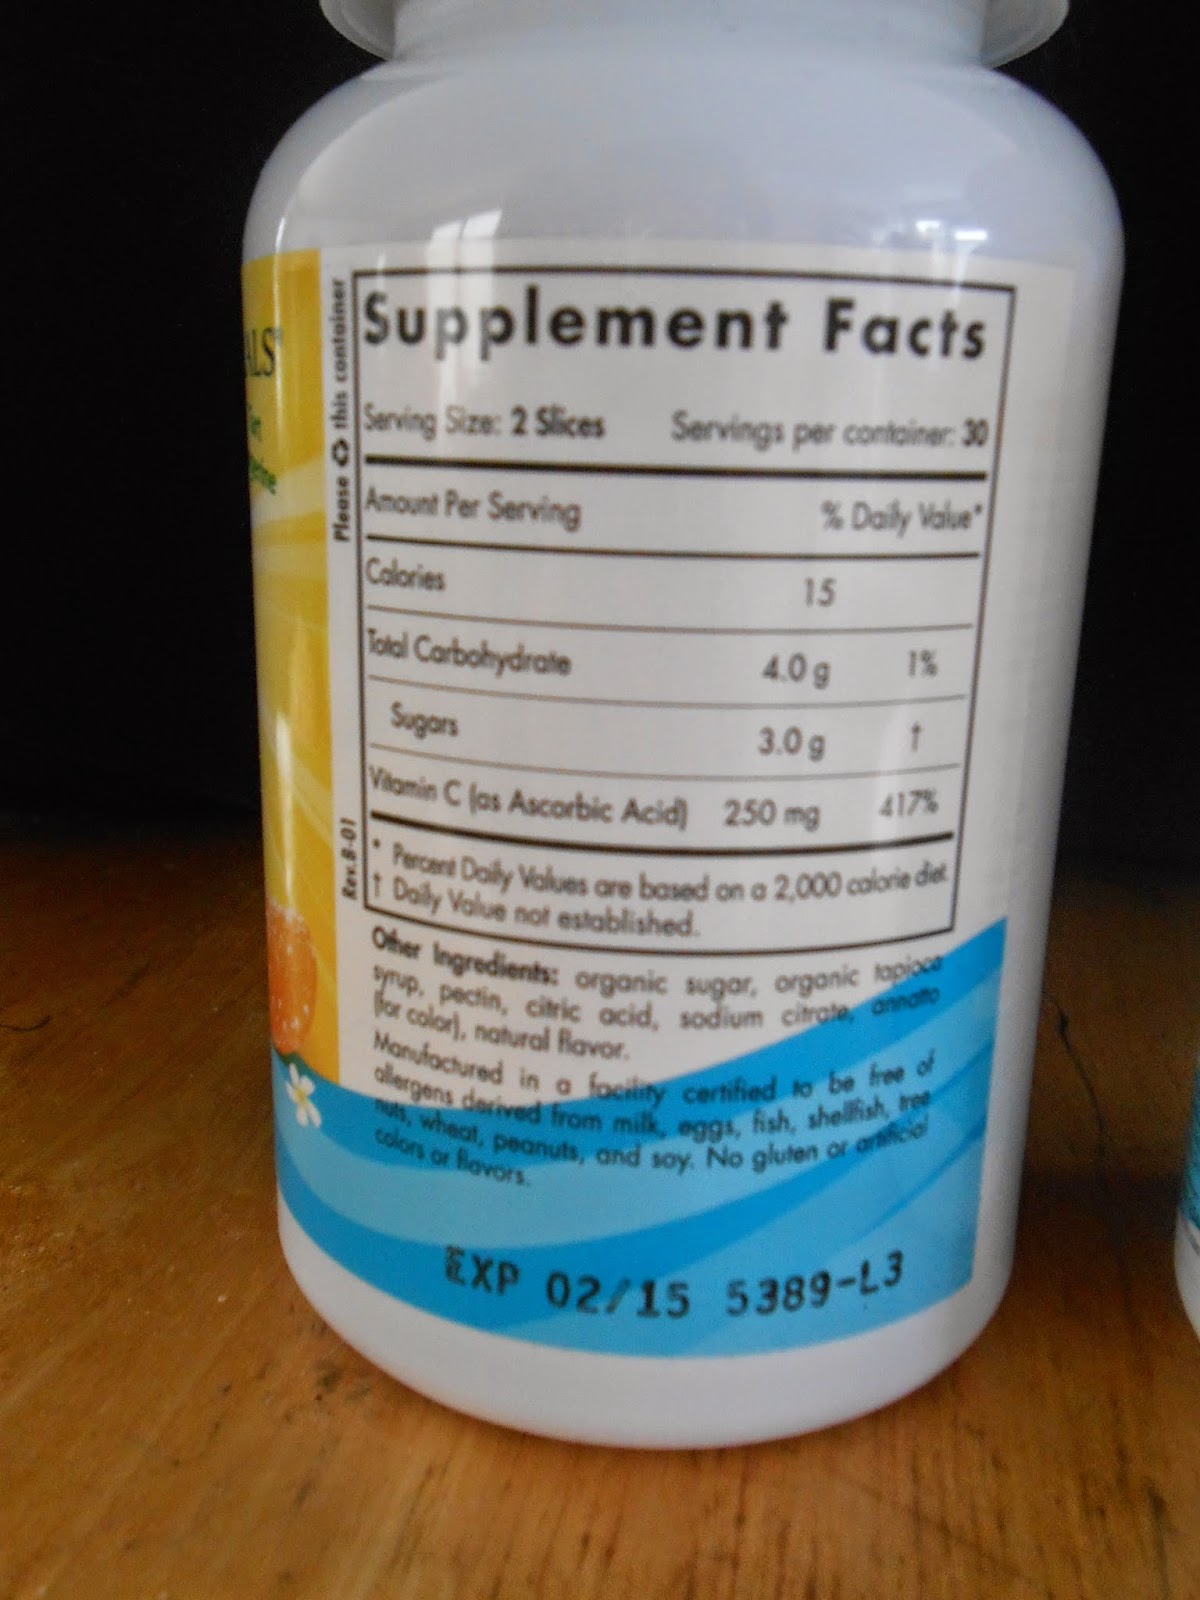 ALS
Please ♻ this container
Rev.B-01
Supplement Facts
Serving Size: 2 Slices Servings per container: 30
Amount Per Serving % Daily Value*
Calories 15
Total Carbohydrate 4.0 g 1%
Sugars 3.0 g †
Vitamin C (as Ascorbic Acid) 250 mg 417%
* Percent Daily Values are based on a 2,000 calorie diet.
† Daily Value not established.
Other Ingredients: organic sugar, organic tapioca
syrup, pectin, citric acid, sodium citrate, annatto
(for color), natural flavor.
Manufactured in a facility certified to be free of
allergens derived from milk, eggs, fish, shellfish, tree
nuts, wheat, peanuts, and soy. No gluten or artificial
colors or flavors.
EXP 02/15 5389-L3